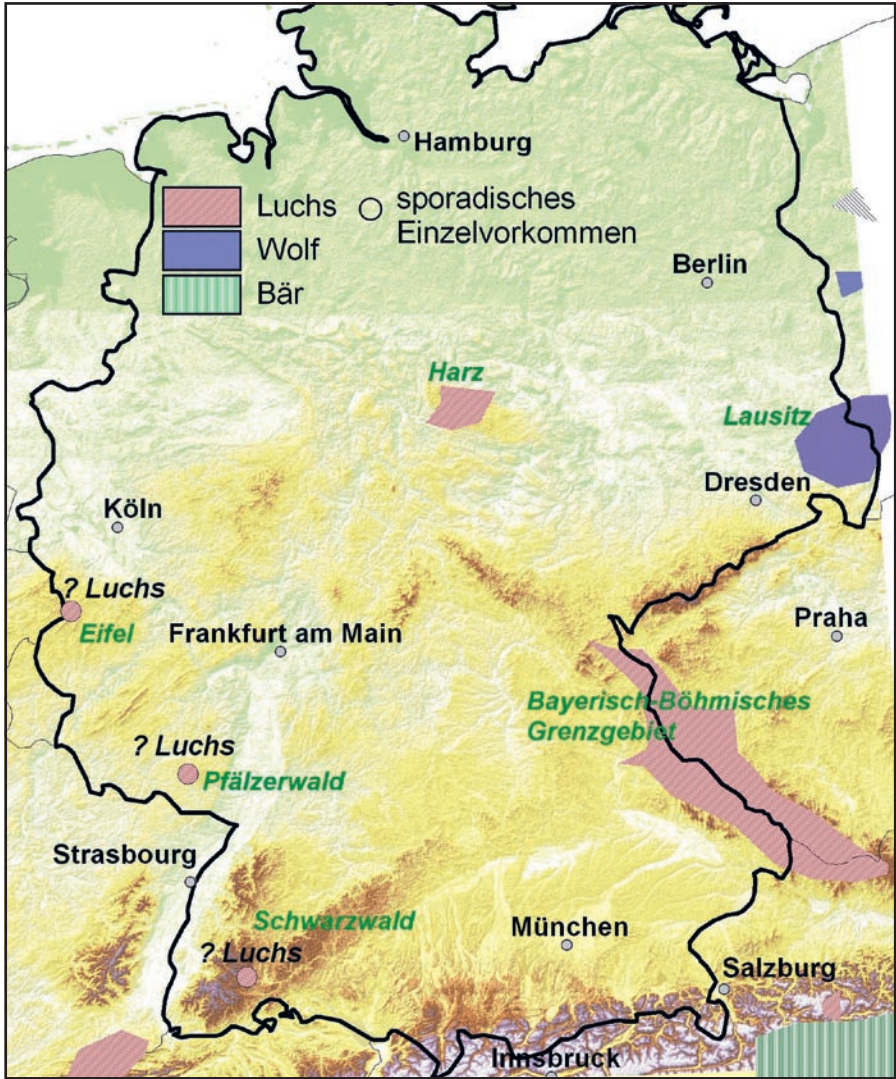 Hamburg
Luchs
sporadisches
Einzelvorkommen
Wolf
Bär
Berlin
Harz
Lausitz
Dresden
Köln
? Luchs
Eifel
Frankfurt am Main
Praha
Bayerisch-Böhmisches
Grenzgebiet
? Luchs
Pfälzerwald
Strasbourg
Schwarzwald
? Luchs
München
Salzburg
Innsbruck